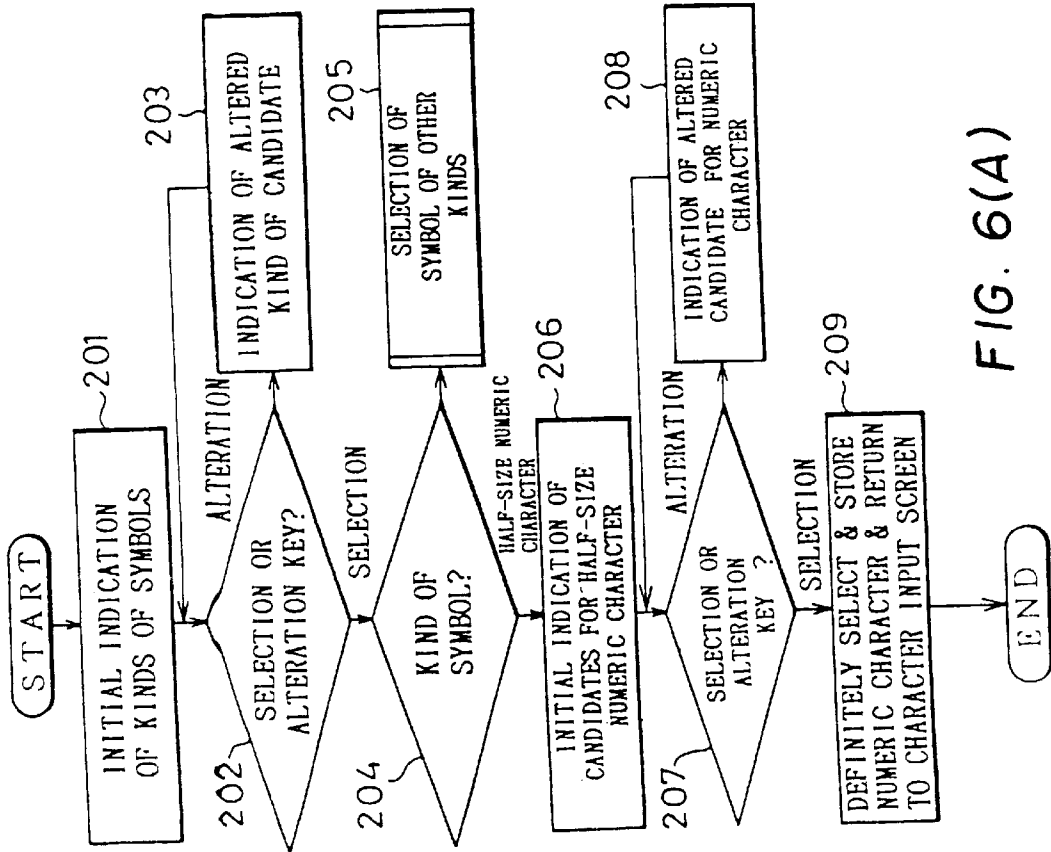 START
201
INITIAL INDICATION
OF KINDS OF SYMBOLS
202
SELECTION OR
ALTERATION KEY?
ALTERATION
203
INDICATION OF ALTERED
KIND OF CANDIDATE
SELECTION
204
KIND OF
SYMBOL?
205
SELECTION OF
SYMBOL OF OTHER
KINDS
HALF-SIZE NUMERIC
CHARACTER
206
INITIAL INDICATION OF
CANDIDATES FOR HALF-SIZE
NUMERIC CHARACTER
207
SELECTION OR
ALTERATION
KEY ?
ALTERATION
208
INDICATION OF ALTERED
CANDIDATE FOR NUMERIC
CHARACTER
SELECTION
209
DEFINITELY SELECT & STORE
NUMERIC CHARACTER & RETURN
TO CHARACTER INPUT SCREEN
END
FIG. 6(A)